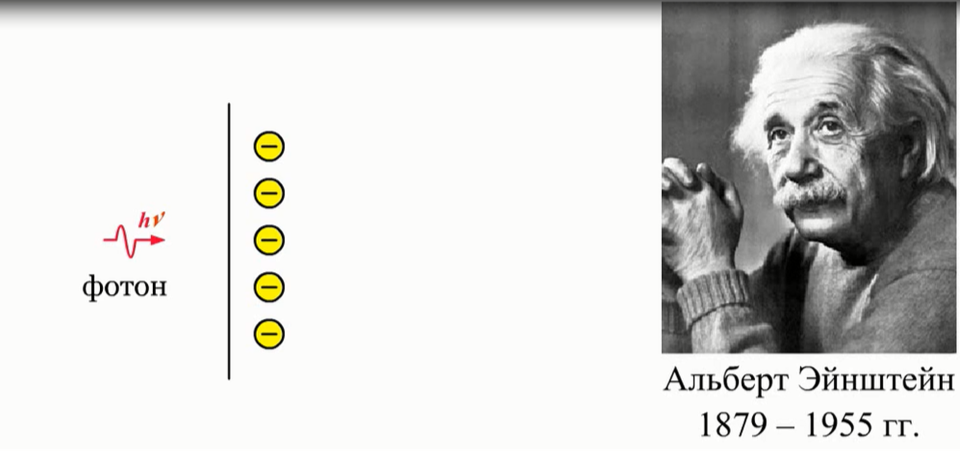 hν
фотон
Альберт Эйнштейн
1879 – 1955 гг.